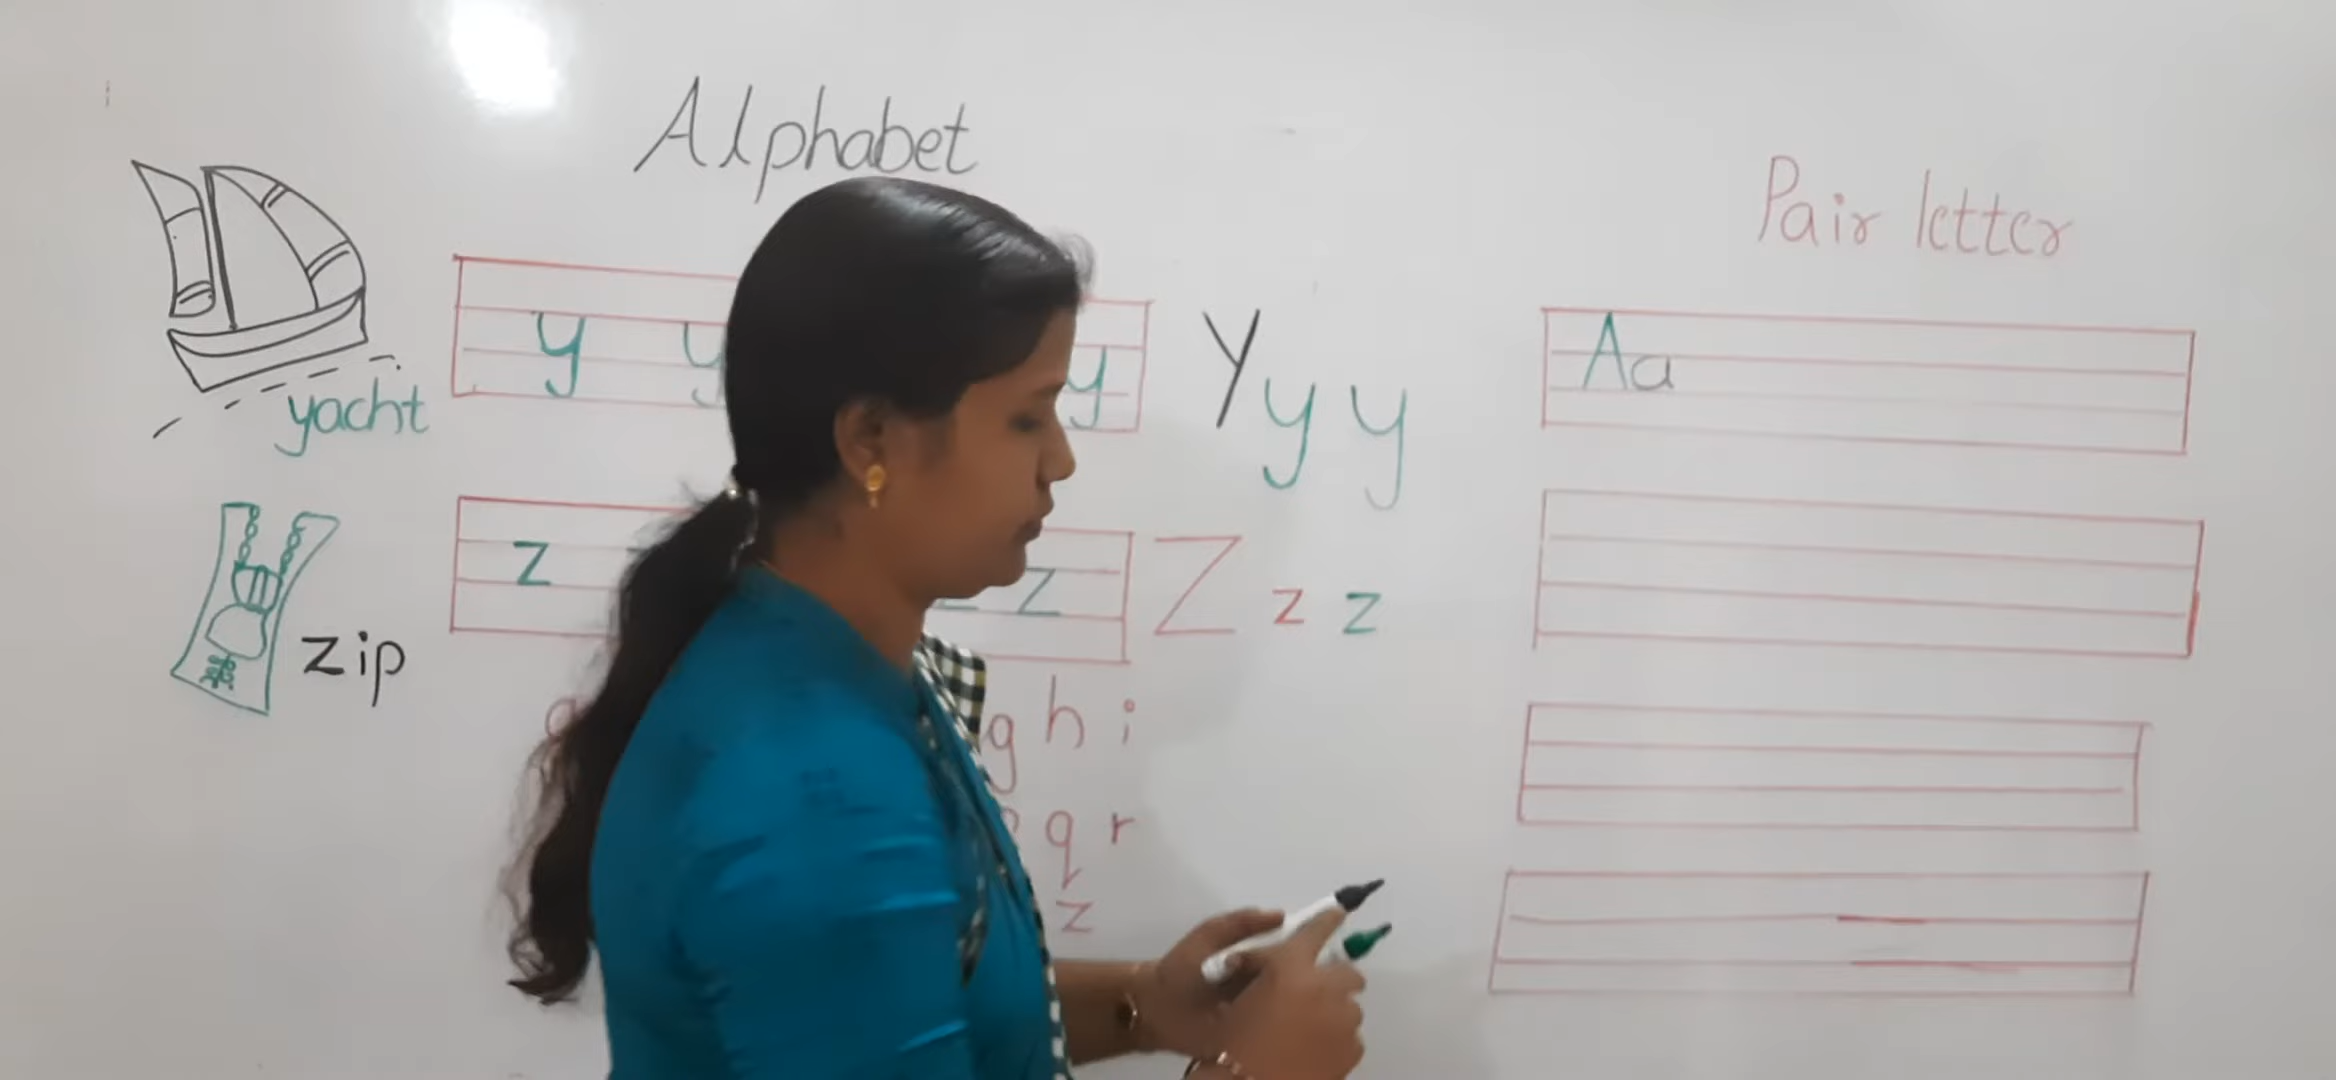 Alphabet
Pair letter
y y y Y y y
Aa
yacht
z z z Z z z
zip
g h i
q r
z